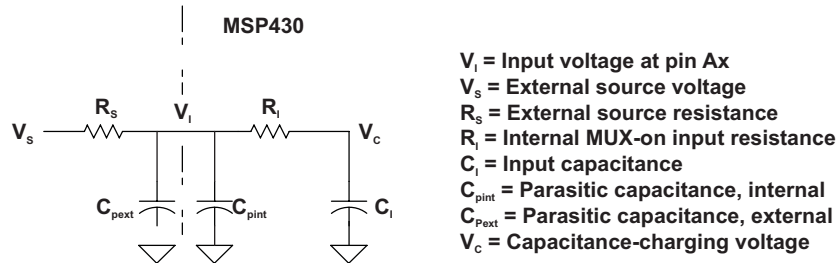 MSP430
R_S V_I R_I
V_S V_C
C_pext C_pint C_I
V_I = Input voltage at pin Ax
V_S = External source voltage
R_S = External source resistance
R_I = Internal MUX-on input resistance
C_I = Input capacitance
C_pint = Parasitic capacitance, internal
C_Pext = Parasitic capacitance, external
V_C = Capacitance-charging voltage